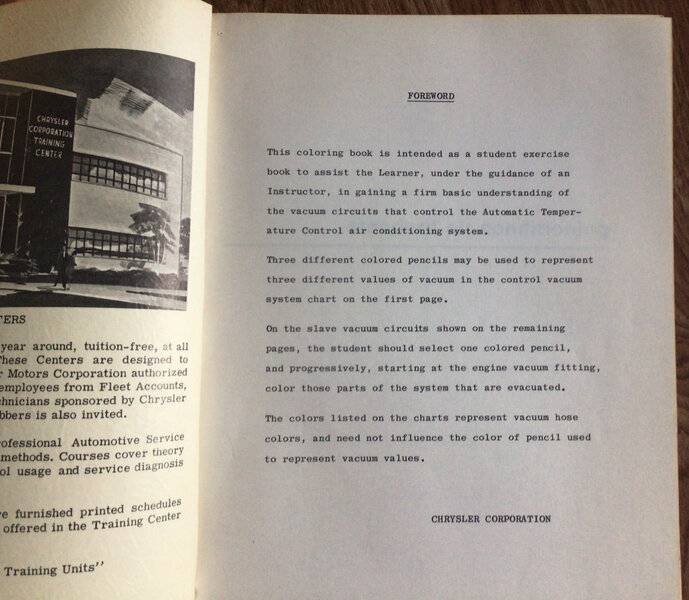 CHRYSLER
CORPORATION
TRAINING
CENTER
TERS
year around, tuition-free, at all
These Centers are designed to
r Motors Corporation authorized
employees from Fleet Accounts,
chnicians sponsored by Chrysler
bbers is also invited.
rofessional Automotive Service
methods. Courses cover theory
ol usage and service diagnosis
ve furnished printed schedules
offered in the Training Center
Training Units"
FOREWORD
This coloring book is intended as a student exercise
book to assist the Learner, under the guidance of an
Instructor, in gaining a firm basic understanding of
the vacuum circuits that control the Automatic Temper-
ature Control air conditioning system.
Three different colored pencils may be used to represent
three different values of vacuum in the control vacuum
system chart on the first page.
On the slave vacuum circuits shown on the remaining
pages, the student should select one colored pencil,
and progressively, starting at the engine vacuum fitting,
color those parts of the system that are evacuated.
The colors listed on the charts represent vacuum hose
colors, and need not influence the color of pencil used
to represent vacuum values.
CHRYSLER CORPORATION